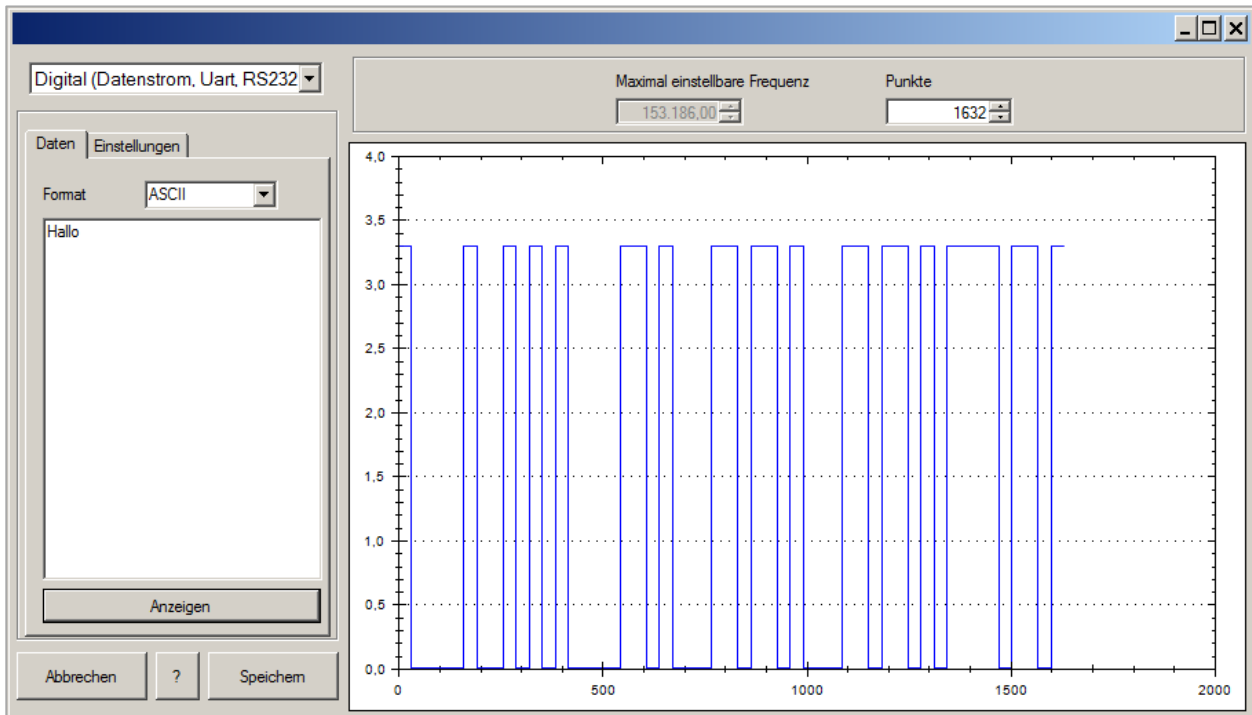 Digital (Datenstrom, Uart, RS232
Maximal einstellbare Frequenz
Punkte
153.186,00
1632
Daten
Einstellungen
Format
ASCII
Hallo
Anzeigen
Abbrechen
?
Speichern
4,0
3,5
3,0
2,5
2,0
1,5
1,0
0,5
0,0
0
500
1000
1500
2000